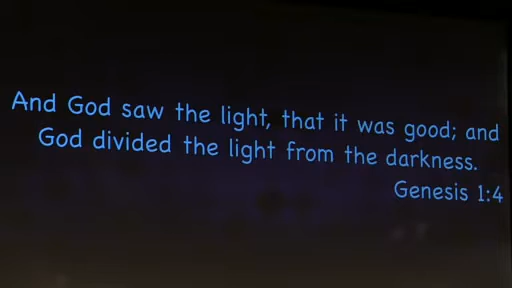 And God saw the light, that it was good; and
God divided the light from the darkness.
Genesis 1:4